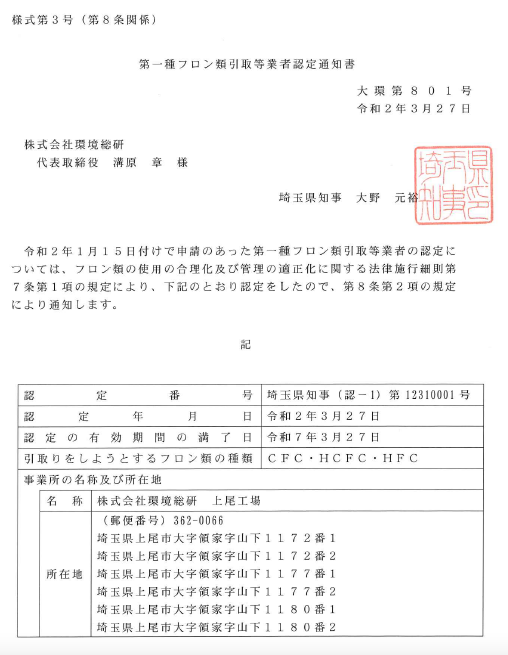 様式第３号（第８条関係）
第一種フロン類引取等業者認定通知書
大環第８０１号
令和２年３月２７日
株式会社環境総研
代表取締役　溝原　章　様
埼玉県知事　大野　元裕
埼玉県知事印
令和２年１月１５日付けで申請のあった第一種フロン類引取等業者の認定に
ついては、フロン類の使用の合理化及び管理の適正化に関する法律施行細則第
７条第１項の規定により、下記のとおり認定をしたので、第８条第２項の規定
により通知します。
記
認定番号　埼玉県知事（認－1）第12310001号
認定年月日　令和２年３月２７日
認定の有効期間の満了日　令和７年３月２７日
引取りをしようとするフロン類の種類　ＣＦＣ・ＨＣＦＣ・ＨＦＣ
事業所の名称及び所在地
名称　株式会社環境総研　上尾工場
（郵便番号）362-0066
埼玉県上尾市大字領家字山下１１７２番1
埼玉県上尾市大字領家字山下１１７２番２
埼玉県上尾市大字領家字山下１１７７番1
所在地　埼玉県上尾市大字領家字山下１１７７番２
埼玉県上尾市大字領家字山下１１８０番1
埼玉県上尾市大字領家字山下１１８０番２